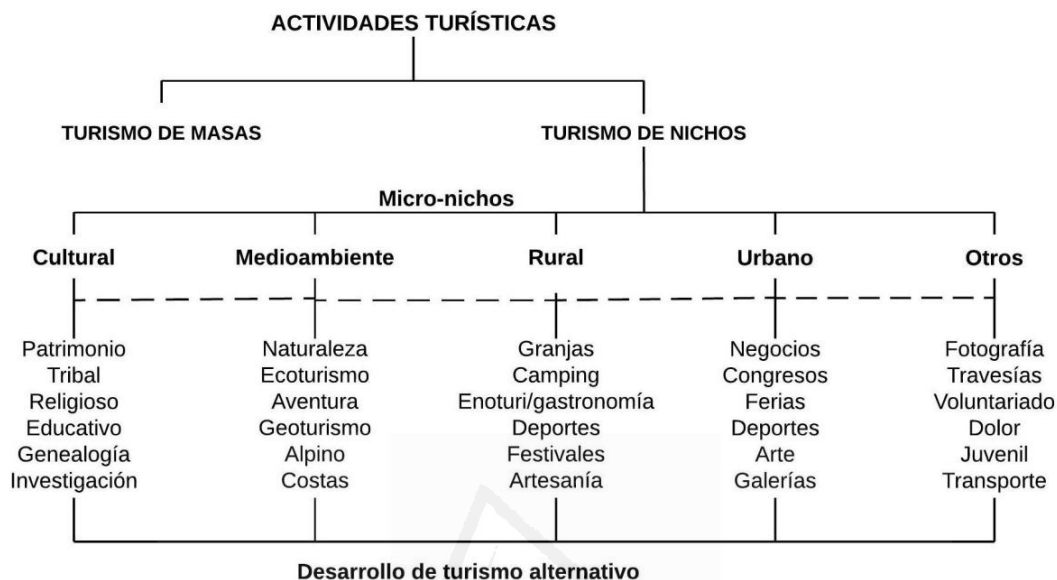 ACTIVIDADES TURÍSTICAS
TURISMO DE MASAS
TURISMO DE NICHOS
Micro-nichos
Cultural
Medioambiente
Rural
Urbano
Otros
Patrimonio
Tribal
Religioso
Educativo
Genealogía
Investigación
Naturaleza
Ecoturismo
Aventura
Geoturismo
Alpino
Costas
Granjas
Camping
Enoturi/gastronomía
Deportes
Festivales
Artesanía
Negocios
Congresos
Ferias
Deportes
Arte
Galerías
Fotografía
Travesías
Voluntariado
Dolor
Juvenil
Transporte
Desarrollo de turismo alternativo